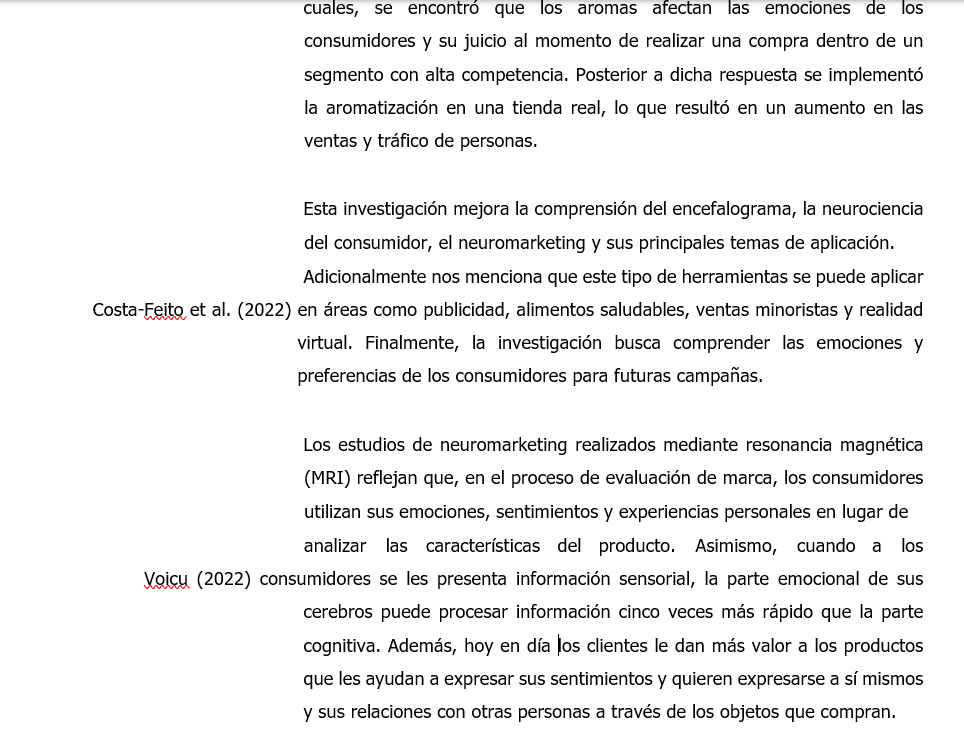 cuales, se encontró que los aromas afectan las emociones de los
consumidores y su juicio al momento de realizar una compra dentro de un
segmento con alta competencia. Posterior a dicha respuesta se implementó
la aromatización en una tienda real, lo que resultó en un aumento en las
ventas y tráfico de personas.
Esta investigación mejora la comprensión del encefalograma, la neurociencia
del consumidor, el neuromarketing y sus principales temas de aplicación.
Adicionalmente nos menciona que este tipo de herramientas se puede aplicar
Costa-Feito et al. (2022) en áreas como publicidad, alimentos saludables, ventas minoristas y realidad
virtual. Finalmente, la investigación busca comprender las emociones y
preferencias de los consumidores para futuras campañas.
Los estudios de neuromarketing realizados mediante resonancia magnética
(MRI) reflejan que, en el proceso de evaluación de marca, los consumidores
utilizan sus emociones, sentimientos y experiencias personales en lugar de
analizar las características del producto. Asimismo, cuando a los
Voicu (2022) consumidores se les presenta información sensorial, la parte emocional de sus
cerebros puede procesar información cinco veces más rápido que la parte
cognitiva. Además, hoy en día los clientes le dan más valor a los productos
que les ayudan a expresar sus sentimientos y quieren expresarse a sí mismos
y sus relaciones con otras personas a través de los objetos que compran.